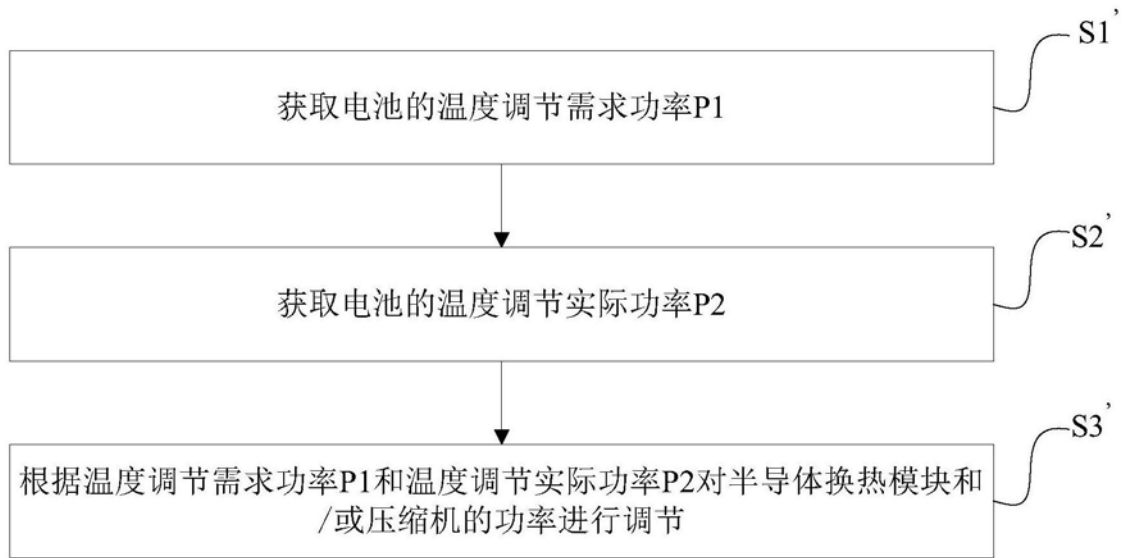 S1’
获取电池的温度调节需求功率P1
S2’
获取电池的温度调节实际功率P2
S3’
根据温度调节需求功率P1和温度调节实际功率P2对半导体换热模块和
/或压缩机的功率进行调节